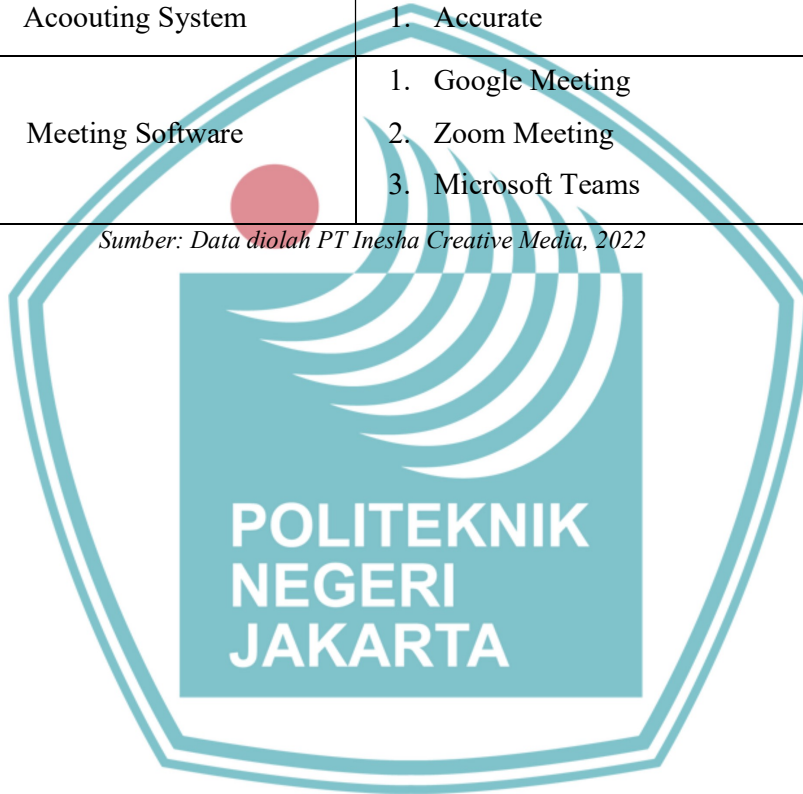 Acoouting System
1. Accurate
Meeting Software
1. Google Meeting
2. Zoom Meeting
3. Microsoft Teams
Sumber: Data diolah PT Inesha Creative Media, 2022
POLITEKNIK
NEGERI
JAKARTA